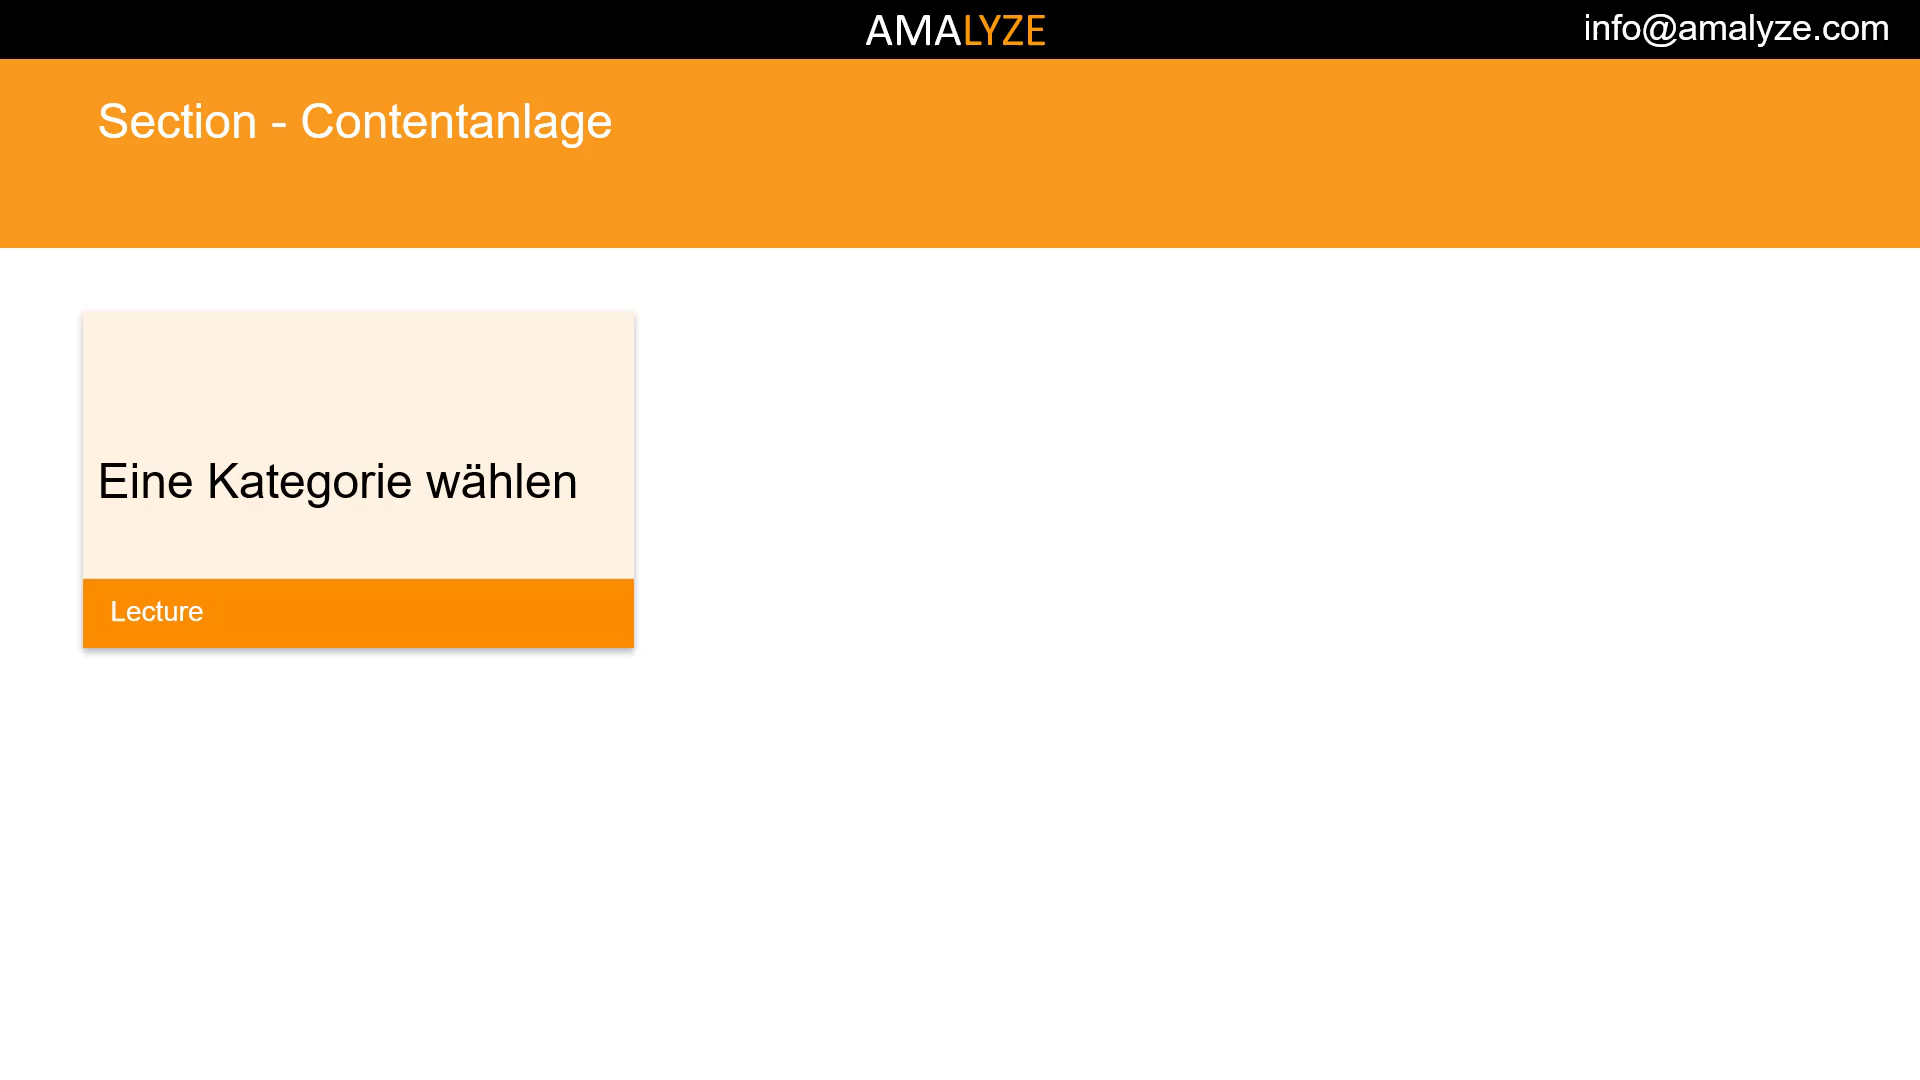 AMALYZE
info@amalyze.com
Section - Contentanlage
Eine Kategorie wählen
Lecture